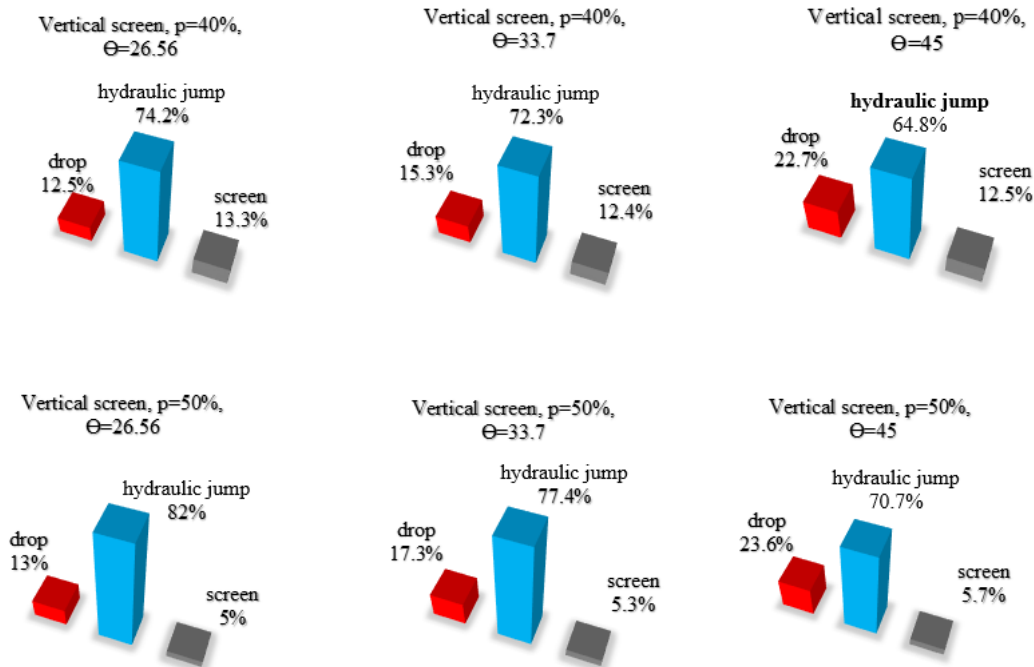 Vertical screen, p=40%,
Ɵ=26.56
hydraulic jump
74.2%
drop
12.5%
screen
13.3%
Vertical screen, p=40%,
Ɵ=33.7
hydraulic jump
72.3%
drop
15.3%
screen
12.4%
Vertical screen, p=40%,
Ɵ=45
hydraulic jump
64.8%
drop
22.7%
screen
12.5%
Vertical screen, p=50%,
Ɵ=26.56
hydraulic jump
82%
drop
13%
screen
5%
Vertical screen, p=50%,
Ɵ=33.7
hydraulic jump
77.4%
drop
17.3%
screen
5.3%
Vertical screen, p=50%,
Ɵ=45
hydraulic jump
70.7%
drop
23.6%
screen
5.7%